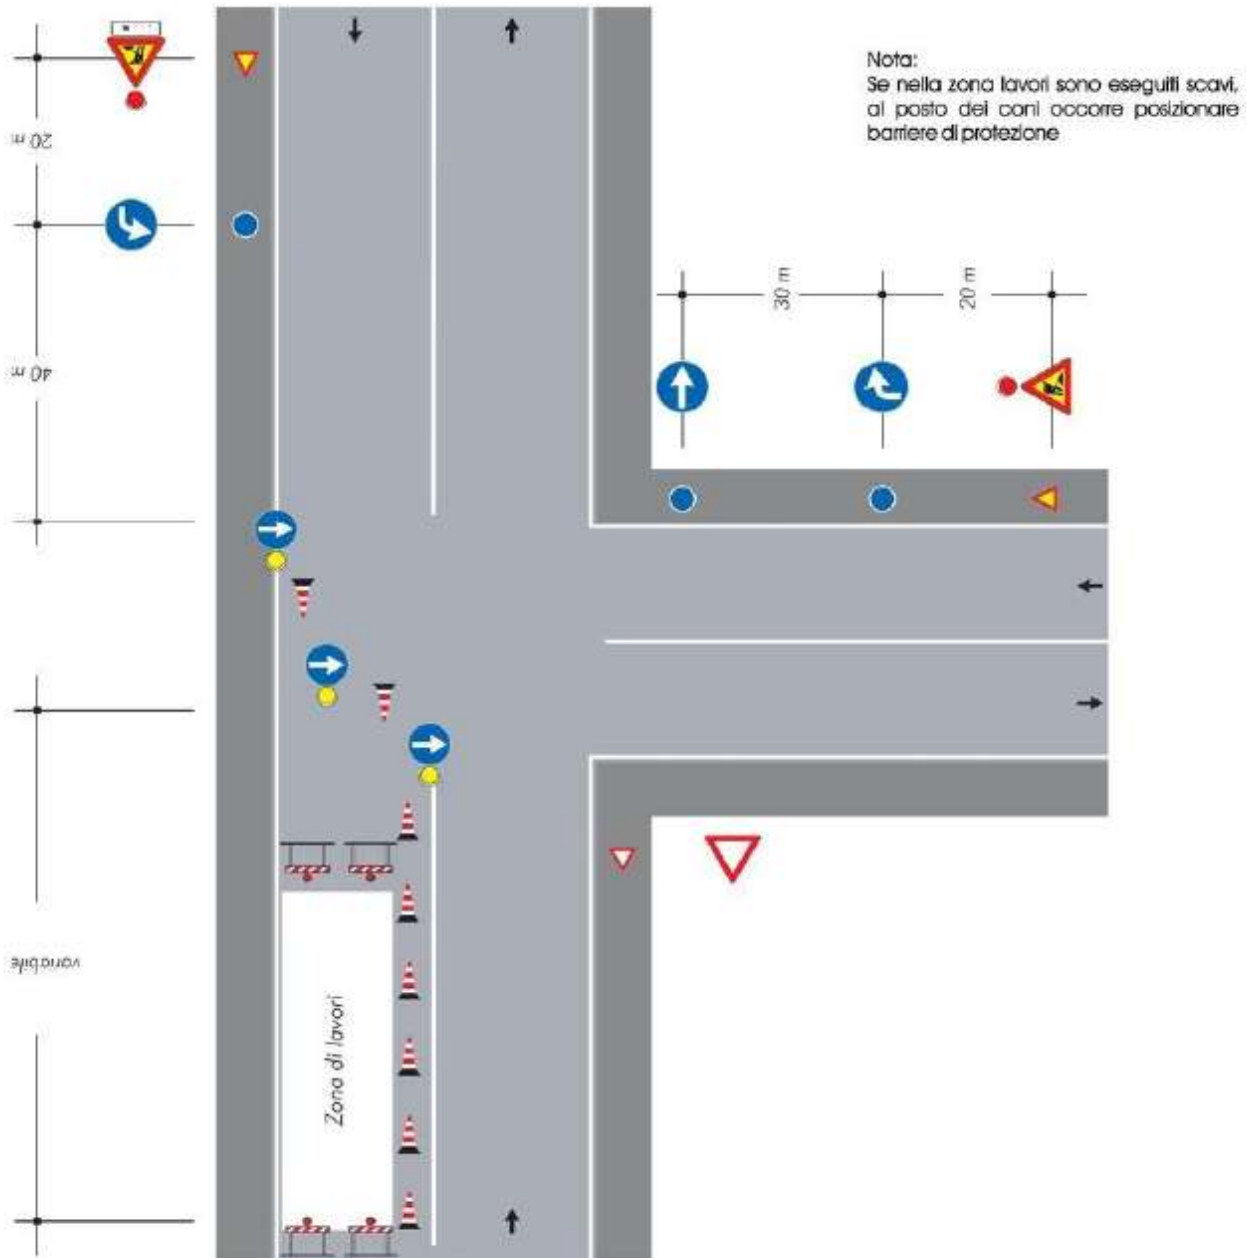 Nota:
Se nella zona lavori sono eseguiti scavi,
al posto dei coni occorre posizionare
barriere di protezione
20 m
40 m
30 m
20 m
variabile
Zona di lavori